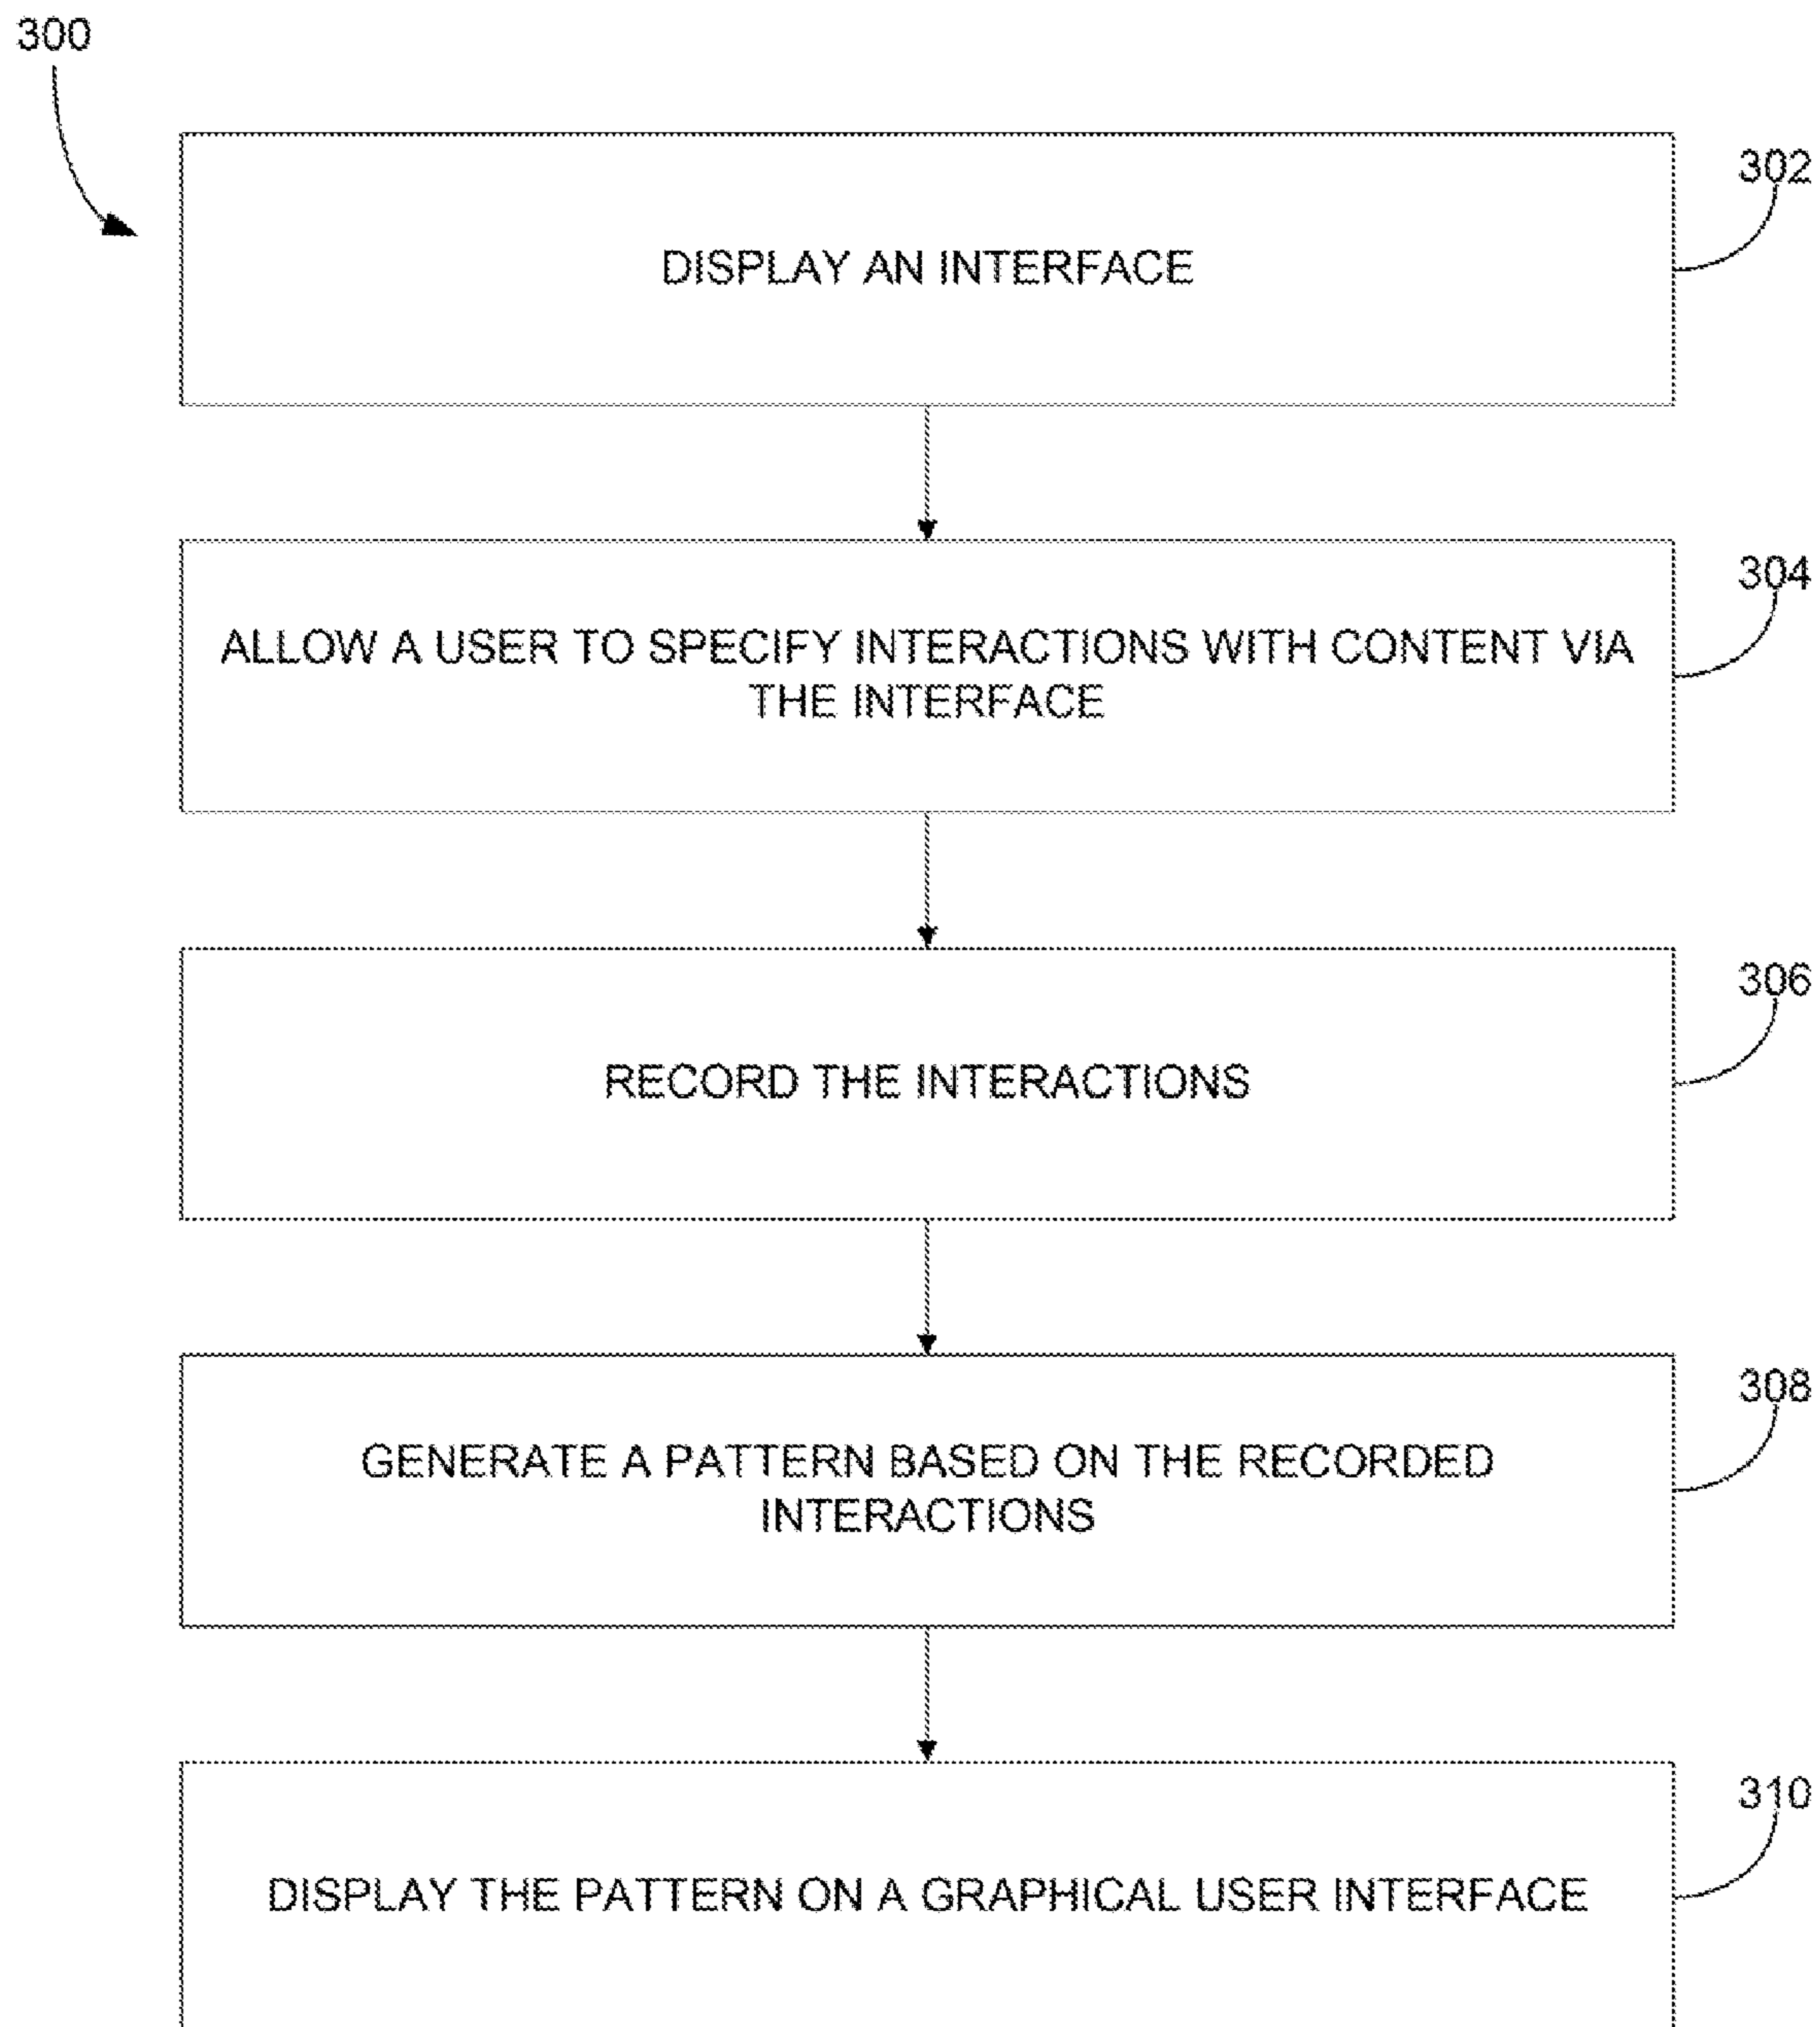 300
302
DISPLAY AN INTERFACE
304
ALLOW A USER TO SPECIFY INTERACTIONS WITH CONTENT VIA
THE INTERFACE
306
RECORD THE INTERACTIONS
308
GENERATE A PATTERN BASED ON THE RECORDED
INTERACTIONS
310
DISPLAY THE PATTERN ON A GRAPHICAL USER INTERFACE